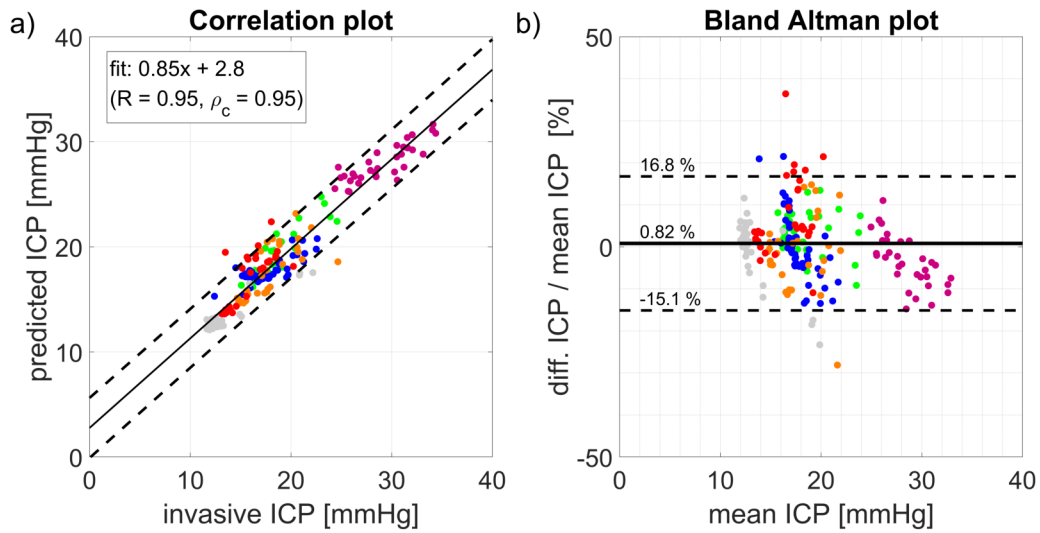 a)
Correlation plot
fit: 0.85x + 2.8
(R = 0.95, ρc = 0.95)
40
30
20
10
0
0 10 20 30 40
predicted ICP [mmHg]
invasive ICP [mmHg]
b)
Bland Altman plot
50
0
-50
16.8 %
0.82 %
-15.1 %
0 10 20 30 40
diff. ICP / mean ICP [%]
mean ICP [mmHg]